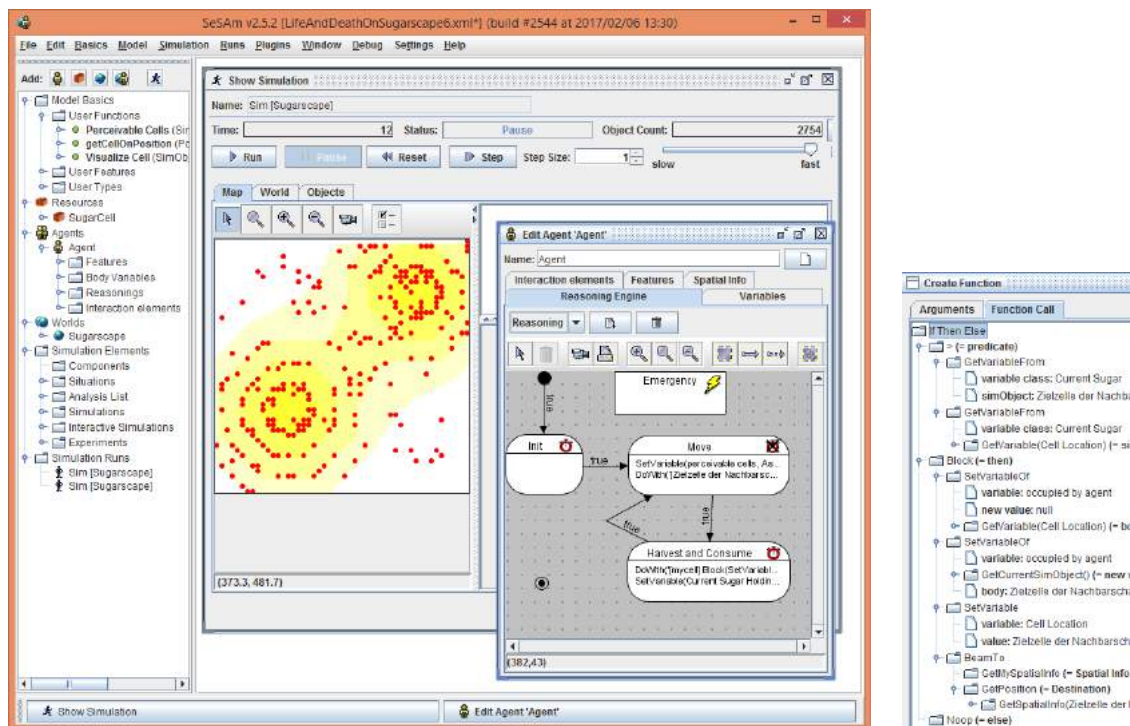 SeSAm v2.5.2 [LifeAndDeathOnSugarscape6.xml*] (build #2544 at 2017/02/06 13:30)
File Edit Basics Model Simulation Runs Plugins Window Debug Settings Help
Add:
Model Basics
User Functions
Perceivable Cells (Sir
getCellOnPosition (Po
Visualize Cell (SimOb
User Features
User Types
Resources
SugarCell
Agents
Agent
Features
Body Variables
Reasonings
Interaction elements
Worlds
Sugarscape
Simulation Elements
Components
Situations
Analysis List
Simulations
Interactive Simulations
Experiments
Simulation Runs
Sim [Sugarscape]
Sim [Sugarscape]
Show Simulation
Name: Sim [Sugarscape]
Time: 12 Status: Pause Object Count: 2754
Run Pause Reset Step Step Size: 1 slow fast
Map World Objects
(373.3, 481.7)
Edit Agent 'Agent'
Name: Agent
Interaction elements Features Spatial Info
Reasoning Engine Variables
Reasoning
Emergency
true
Init
true
Move
SetVariable(perceivable cells, As...
DoWith('[Zielzelle der Nachbarsc...
true
true
Harvest and Consume
DoWith('[mycell] Block(SetVariabl...
SetVariable(Current Sugar Holdin...
(382,43)
Show Simulation
Edit Agent 'Agent'
Create Function
Arguments Function Call
If Then Else
> (= predicate)
GetVariableFrom
variable class: Current Sugar
simObject: Zielzelle der Nachba
GetVariableFrom
variable class: Current Sugar
GetVariable(Cell Location) (= si
Block (= then)
SetVariableOf
variable: occupied by agent
new value: null
GetVariable(Cell Location) (= bo
SetVariableOf
variable: occupied by agent
GetCurrentSimObject() (= new v
body: Zielzelle der Nachbarscha
SetVariable
variable: Cell Location
value: Zielzelle der Nachbarsch
BeamTo
GetMySpatialInfo (= Spatial Info
GetPosition (= Destination)
GetSpatialInfo(Zielzelle der
Noop (= else)